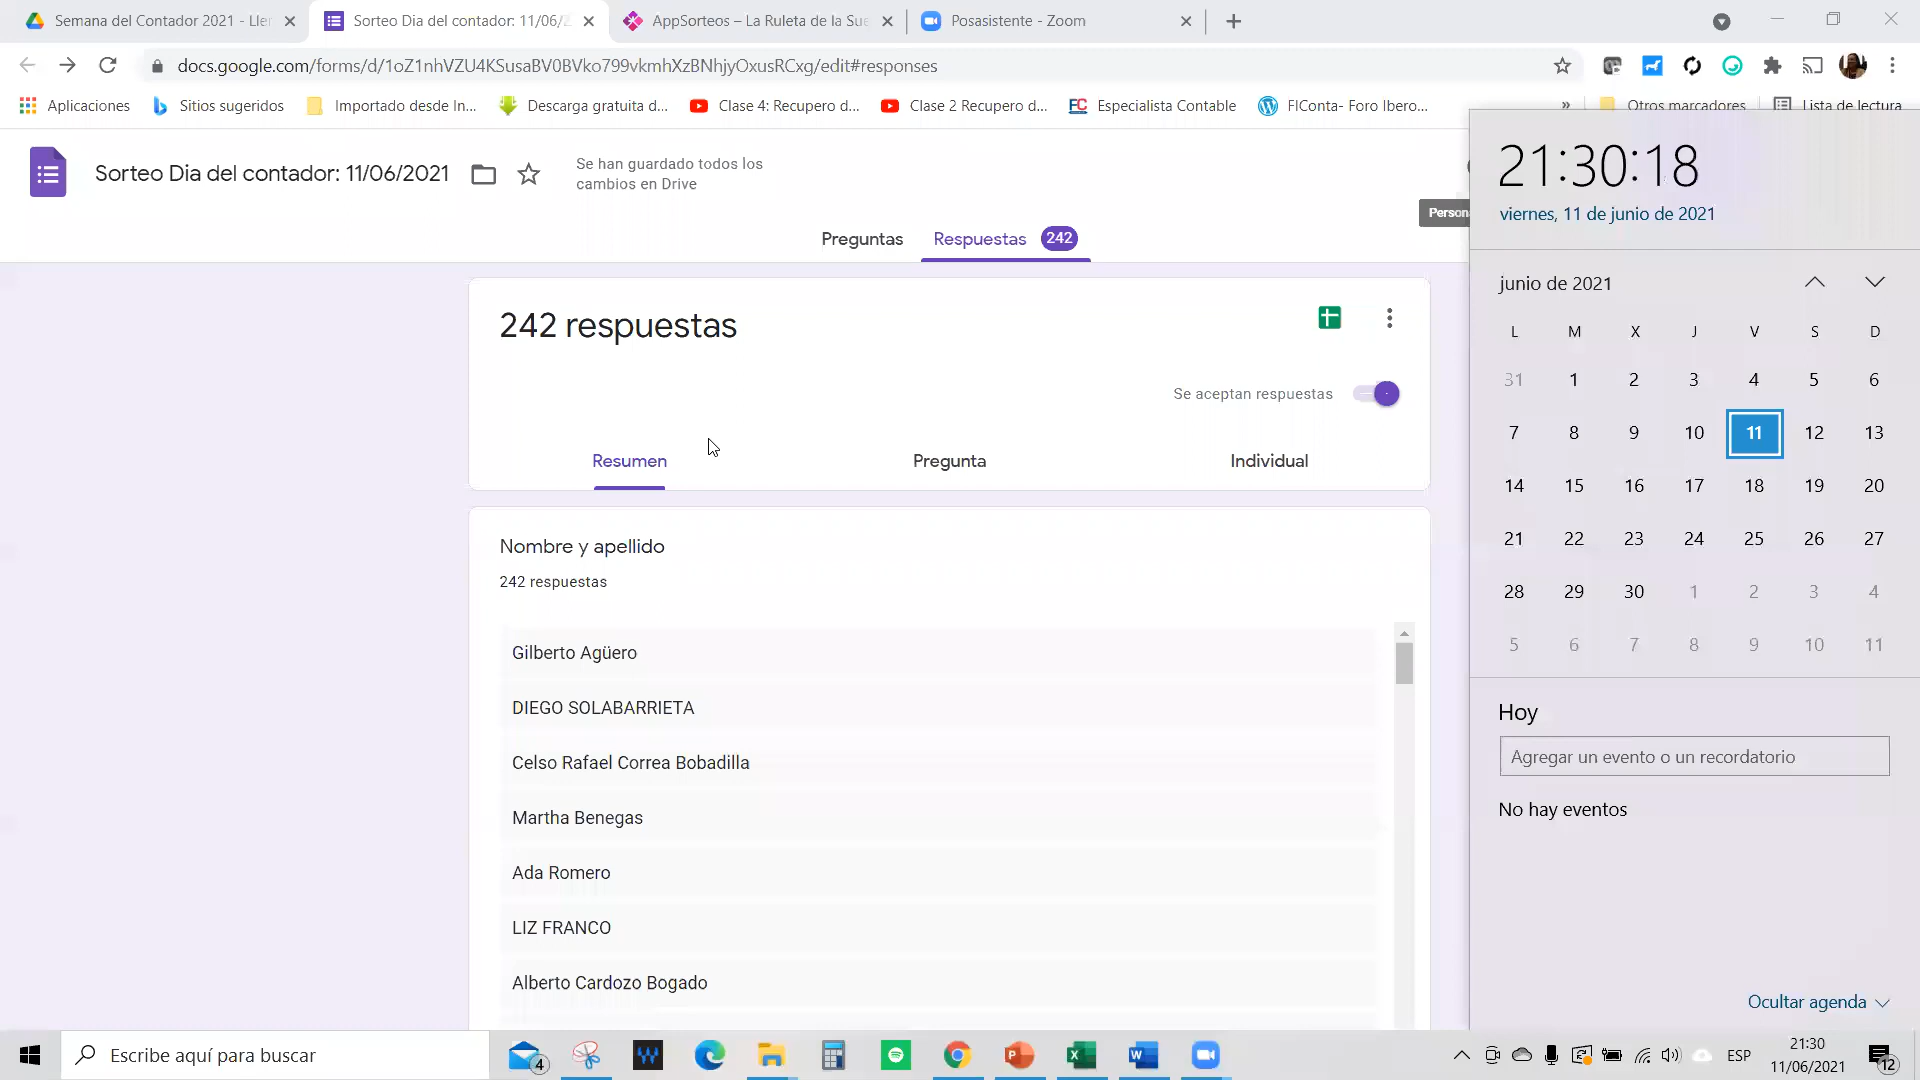 Semana del Contador 2021 - Ller
Sorteo Dia del contador: 11/06/2
AppSorteos – La Ruleta de la Sue
Posasistente - Zoom
docs.google.com/forms/d/1oZ1nhVZU4KSusaBV0BVko799vkmhXzBNhjyOxusRCxg/edit#responses
Aplicaciones
Sitios sugeridos
Importado desde In...
Descarga gratuita d...
Clase 4: Recupero d...
Clase 2 Recupero d...
FC Especialista Contable
FIConta- Foro Ibero...
»
Otros marcadores
Lista de lectura
Sorteo Dia del contador: 11/06/2021
Se han guardado todos los
cambios en Drive
Person
Preguntas
Respuestas 242
242 respuestas
Se aceptan respuestas
Resumen
Pregunta
Individual
Nombre y apellido
242 respuestas
Gilberto Agüero
DIEGO SOLABARRIETA
Celso Rafael Correa Bobadilla
Martha Benegas
Ada Romero
LIZ FRANCO
Alberto Cardozo Bogado
21:30:18
viernes, 11 de junio de 2021
junio de 2021
L M X J V S D
31 1 2 3 4 5 6
7 8 9 10 11 12 13
14 15 16 17 18 19 20
21 22 23 24 25 26 27
28 29 30 1 2 3 4
5 6 7 8 9 10 11
Hoy
Agregar un evento o un recordatorio
No hay eventos
Ocultar agenda
Escribe aquí para buscar
4
ESP
21:30
11/06/2021
12